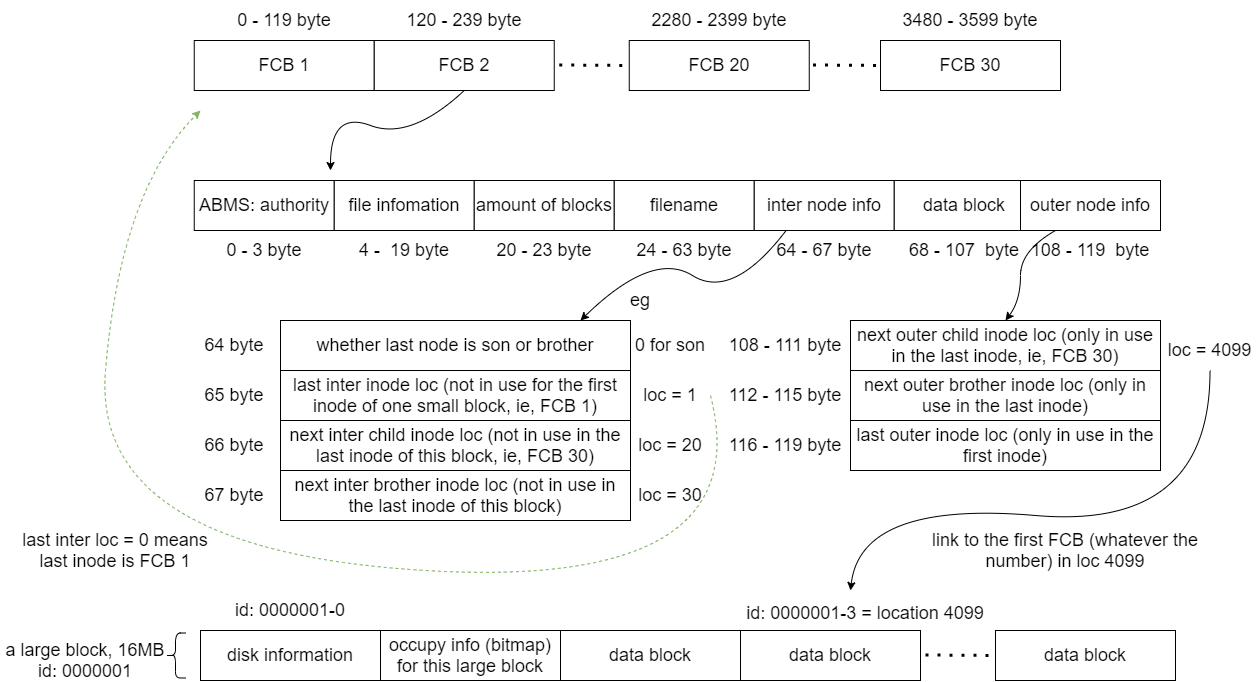 0 - 119 byte
120 - 239 byte
2280 - 2399 byte
3480 - 3599 byte
FCB 1
FCB 2
FCB 20
FCB 30
ABMS: authority
file infomation
amount of blocks
filename
inter node info
data block
outer node info
0 - 3 byte
4 -  19 byte
20 - 23 byte
24 - 63 byte
64 - 67 byte
68 - 107  byte
108 - 119  byte
eg
64 byte
whether last node is son or brother
0 for son
65 byte
last inter inode loc (not in use for the first
inode of one small block, ie, FCB 1)
loc = 1
66 byte
next inter child inode loc (not in use in the
last inode of this block, ie, FCB 30)
loc = 20
67 byte
next inter brother inode loc (not in use in
the last inode of this block)
loc = 30
108 - 111 byte
next outer child inode loc (only in use
in the last inode, ie, FCB 30)
loc = 4099
112 - 115 byte
next outer brother inode loc (only in
use in the last inode)
116 - 119 byte
last outer inode loc (only in use in the
first inode)
last inter loc = 0 means
last inode is FCB 1
link to the first FCB (whatever the
number) in loc 4099
id: 0000001-0
id: 0000001-3 = location 4099
a large block, 16MB
id: 0000001
disk information
occupy info (bitmap)
for this large block
data block
data block
data block